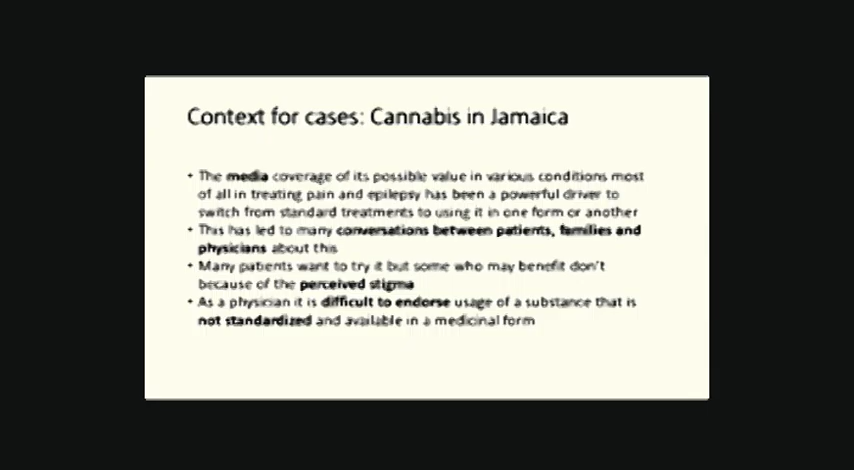 Context for cases: Cannabis in Jamaica
• The media coverage of its possible value in various conditions most
of all in treating pain and epilepsy has been a powerful driver to
switch from standard treatments to using it in one form or another
• This has led to many conversations between patients, families and
physicians about this
• Many patients want to try it but some who may benefit don't
because of the perceived stigma
• As a physician it is difficult to endorse usage of a substance that is
not standardized and available in a medicinal form